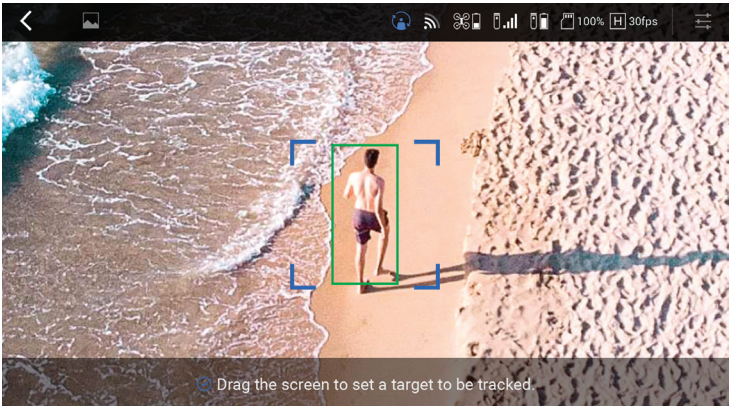 100% H 30fps
Drag the screen to set a target to be tracked.